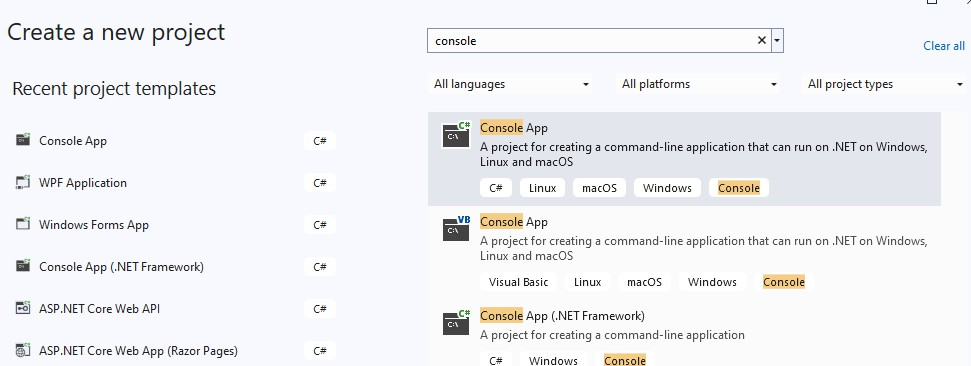 Create a new project
Recent project templates
Console App C#
WPF Application C#
Windows Forms App C#
Console App (.NET Framework) C#
ASP.NET Core Web API C#
ASP.NET Core Web App (Razor Pages) C#
console
Clear all
All languages All platforms All project types
C#
C:\
Console App
A project for creating a command-line application that can run on .NET on Windows,
Linux and macOS
C# Linux macOS Windows Console
VB
C:\
Console App
A project for creating a command-line application that can run on .NET on Windows,
Linux and macOS
Visual Basic Linux macOS Windows Console
C#
C:\
Console App (.NET Framework)
A project for creating a command-line application
C# Windows Console